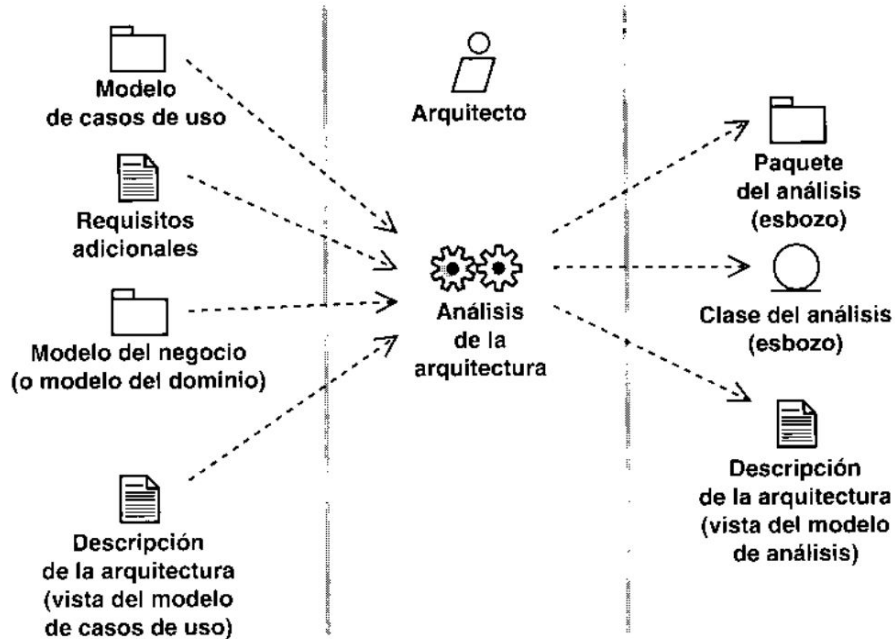 Modelo
de casos de uso
Requisitos
adicionales
Modelo del negocio
(o modelo del dominio)
Descripción
de la arquitectura
(vista del modelo
de casos de uso)
Arquitecto
Análisis
de la
arquitectura
Paquete
del análisis
(esbozo)
Clase del análisis
(esbozo)
Descripción
de la arquitectura
(vista del modelo
de análisis)